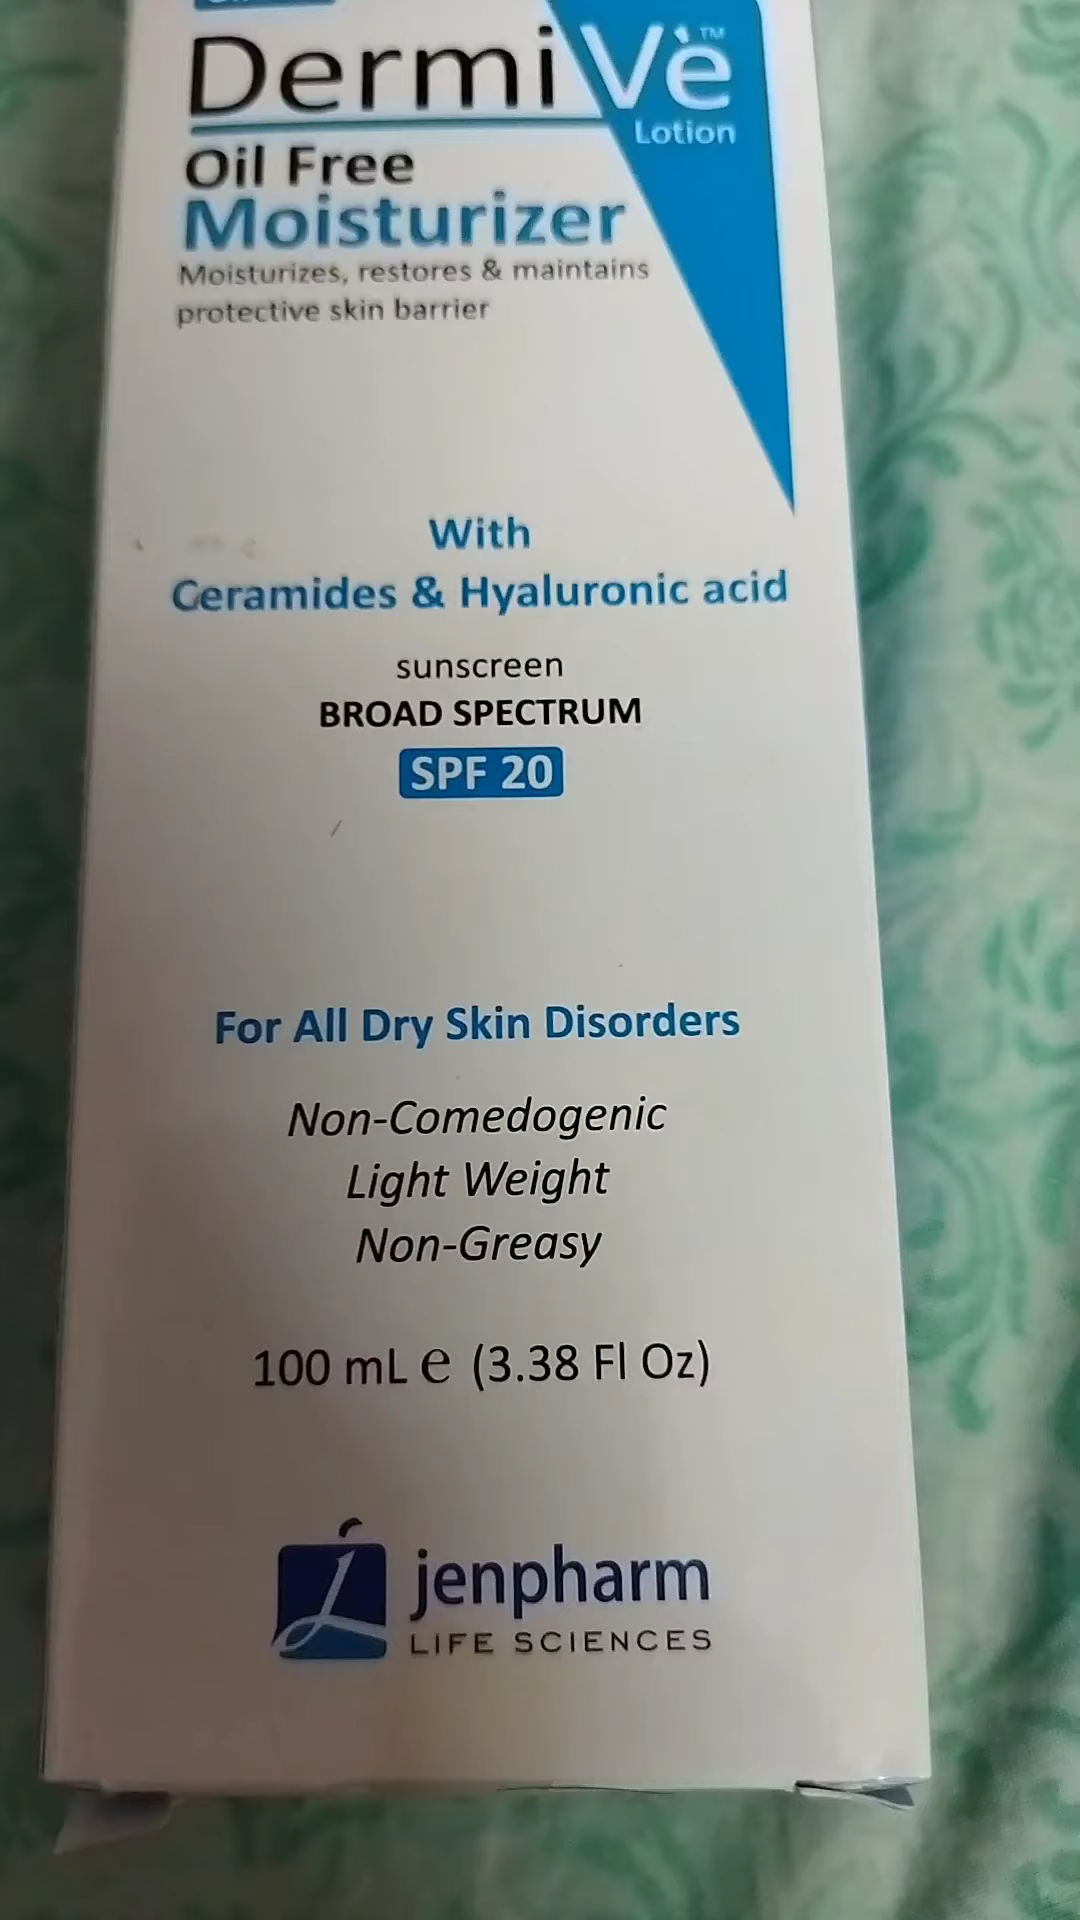 DermiVè™
Lotion
Oil Free
Moisturizer
Moisturizes, restores & maintains
protective skin barrier
With
Ceramides & Hyaluronic acid
sunscreen
BROAD SPECTRUM
SPF 20
For All Dry Skin Disorders
Non-Comedogenic
Light Weight
Non-Greasy
100 mL e (3.38 Fl Oz)
jenpharm
LIFE SCIENCES